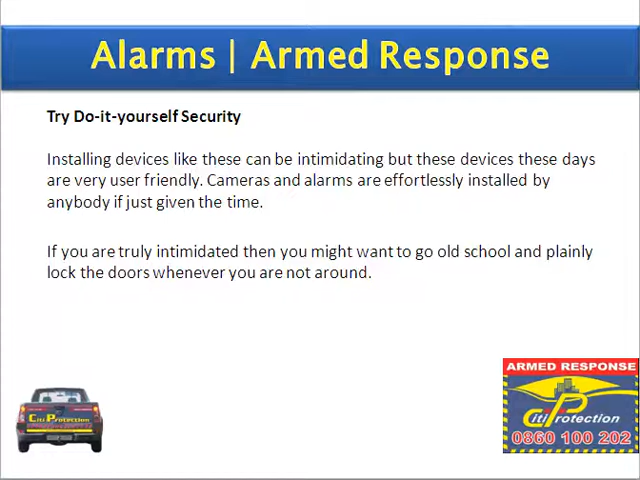 Alarms | Armed Response
Try Do-it-yourself Security
Installing devices like these can be intimidating but these devices these days
are very user friendly. Cameras and alarms are effortlessly installed by
anybody if just given the time.
If you are truly intimidated then you might want to go old school and plainly
lock the doors whenever you are not around.
Citi Protection
ARMED RESPONSE
Citi Protection
0860 100 202